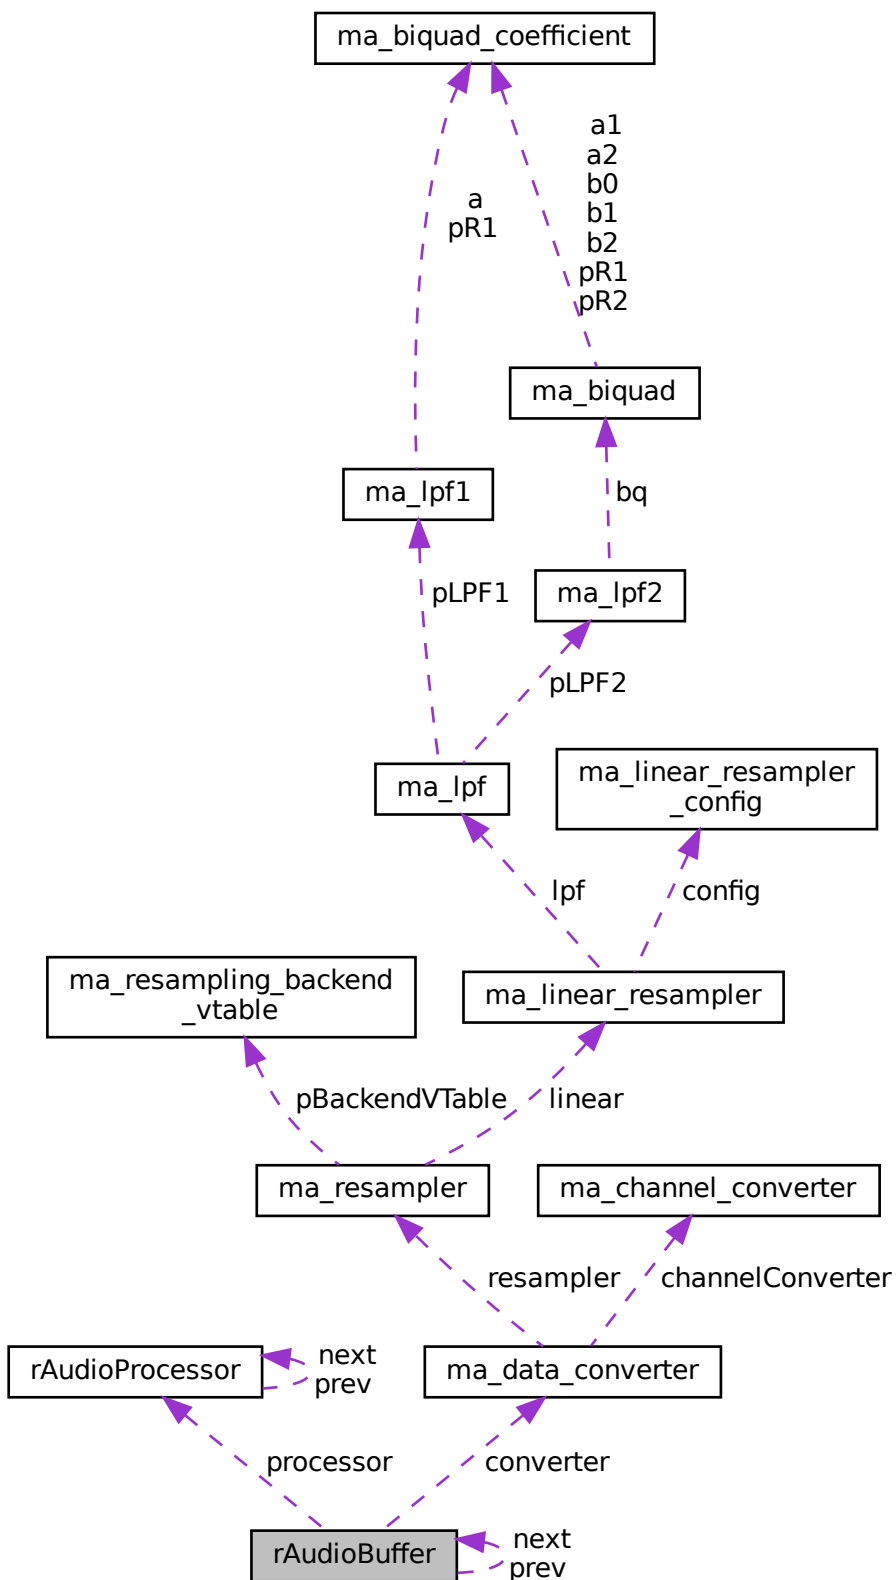 ma_biquad_coefficient
a1
a2
b0
b1
b2
pR1
pR2
a
pR1
ma_biquad
ma_lpf1
bq
pLPF1
ma_lpf2
pLPF2
ma_lpf
ma_linear_resampler
_config
lpf
config
ma_resampling_backend
_vtable
ma_linear_resampler
pBackendVTable
linear
ma_resampler
ma_channel_converter
resampler
channelConverter
rAudioProcessor
next
prev
ma_data_converter
processor
converter
rAudioBuffer
next
prev